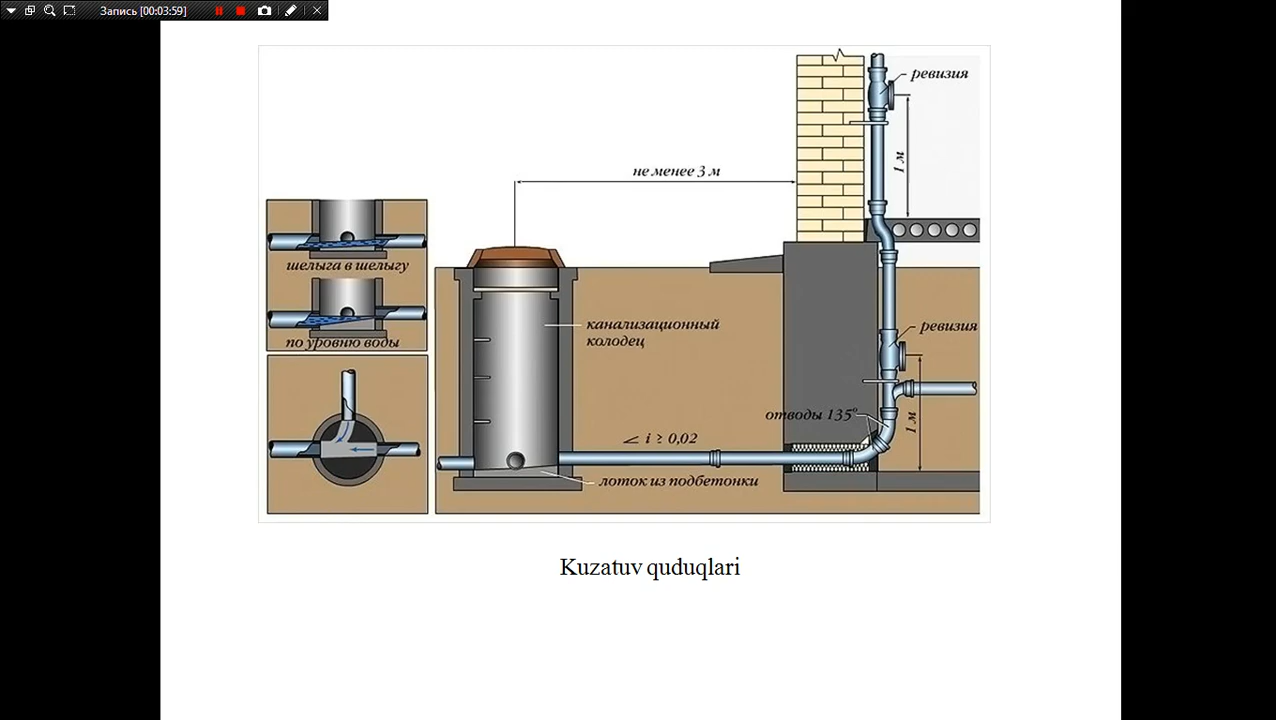 Запись [00:03:59]
ревизия
1 м
не менее 3 м
шелыга в шелыгу
по уровню воды
канализационный
колодец
ревизия
отводы 135°
1 м
∠ i ≥ 0,02
лоток из подбетонки
Kuzatuv quduqlari